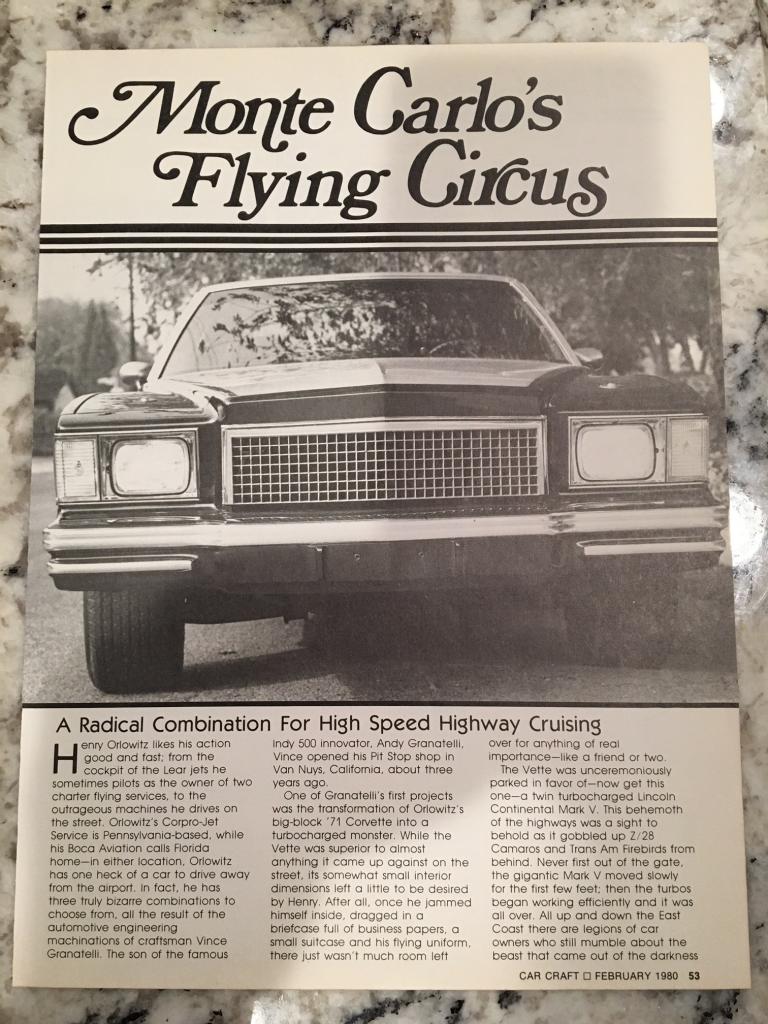 Monte Carlo's
Flying Circus
A Radical Combination For High Speed Highway Cruising
Henry Orlowitz likes his action
good and fast; from the
cockpit of the Lear jets he
sometimes pilots as the owner of two
charter flying services, to the
outrageous machines he drives on
the street. Orlowitz's Corpro-Jet
Service is Pennsylvania-based, while
his Boca Aviation calls Florida
home—in either location, Orlowitz
has one heck of a car to drive away
from the airport. In fact, he has
three truly bizarre combinations to
choose from, all the result of the
automotive engineering
machinations of craftsman Vince
Granatelli. The son of the famous
Indy 500 innovator, Andy Granatelli,
Vince opened his Pit Stop shop in
Van Nuys, California, about three
years ago.
One of Granatelli's first projects
was the transformation of Orlowitz's
big-block '71 Corvette into a
turbocharged monster. While the
Vette was superior to almost
anything it came up against on the
street, its somewhat small interior
dimensions left a little to be desired
by Henry. After all, once he jammed
himself inside, dragged in a
briefcase full of business papers, a
small suitcase and his flying uniform,
there just wasn't much room left
over for anything of real
importance—like a friend or two.
The Vette was unceremoniously
parked in favor of—now get this
one—a twin turbocharged Lincoln
Continental Mark V. This behemoth
of the highways was a sight to
behold as it gobbled up Z/28
Camaros and Trans Am Firebirds from
behind. Never first out of the gate,
the gigantic Mark V moved slowly
for the first few feet; then the turbos
began working efficiently and it was
all over. All up and down the East
Coast there are legions of car
owners who still mumble about the
beast that came out of the darkness
CAR CRAFT □ FEBRUARY 1980 53